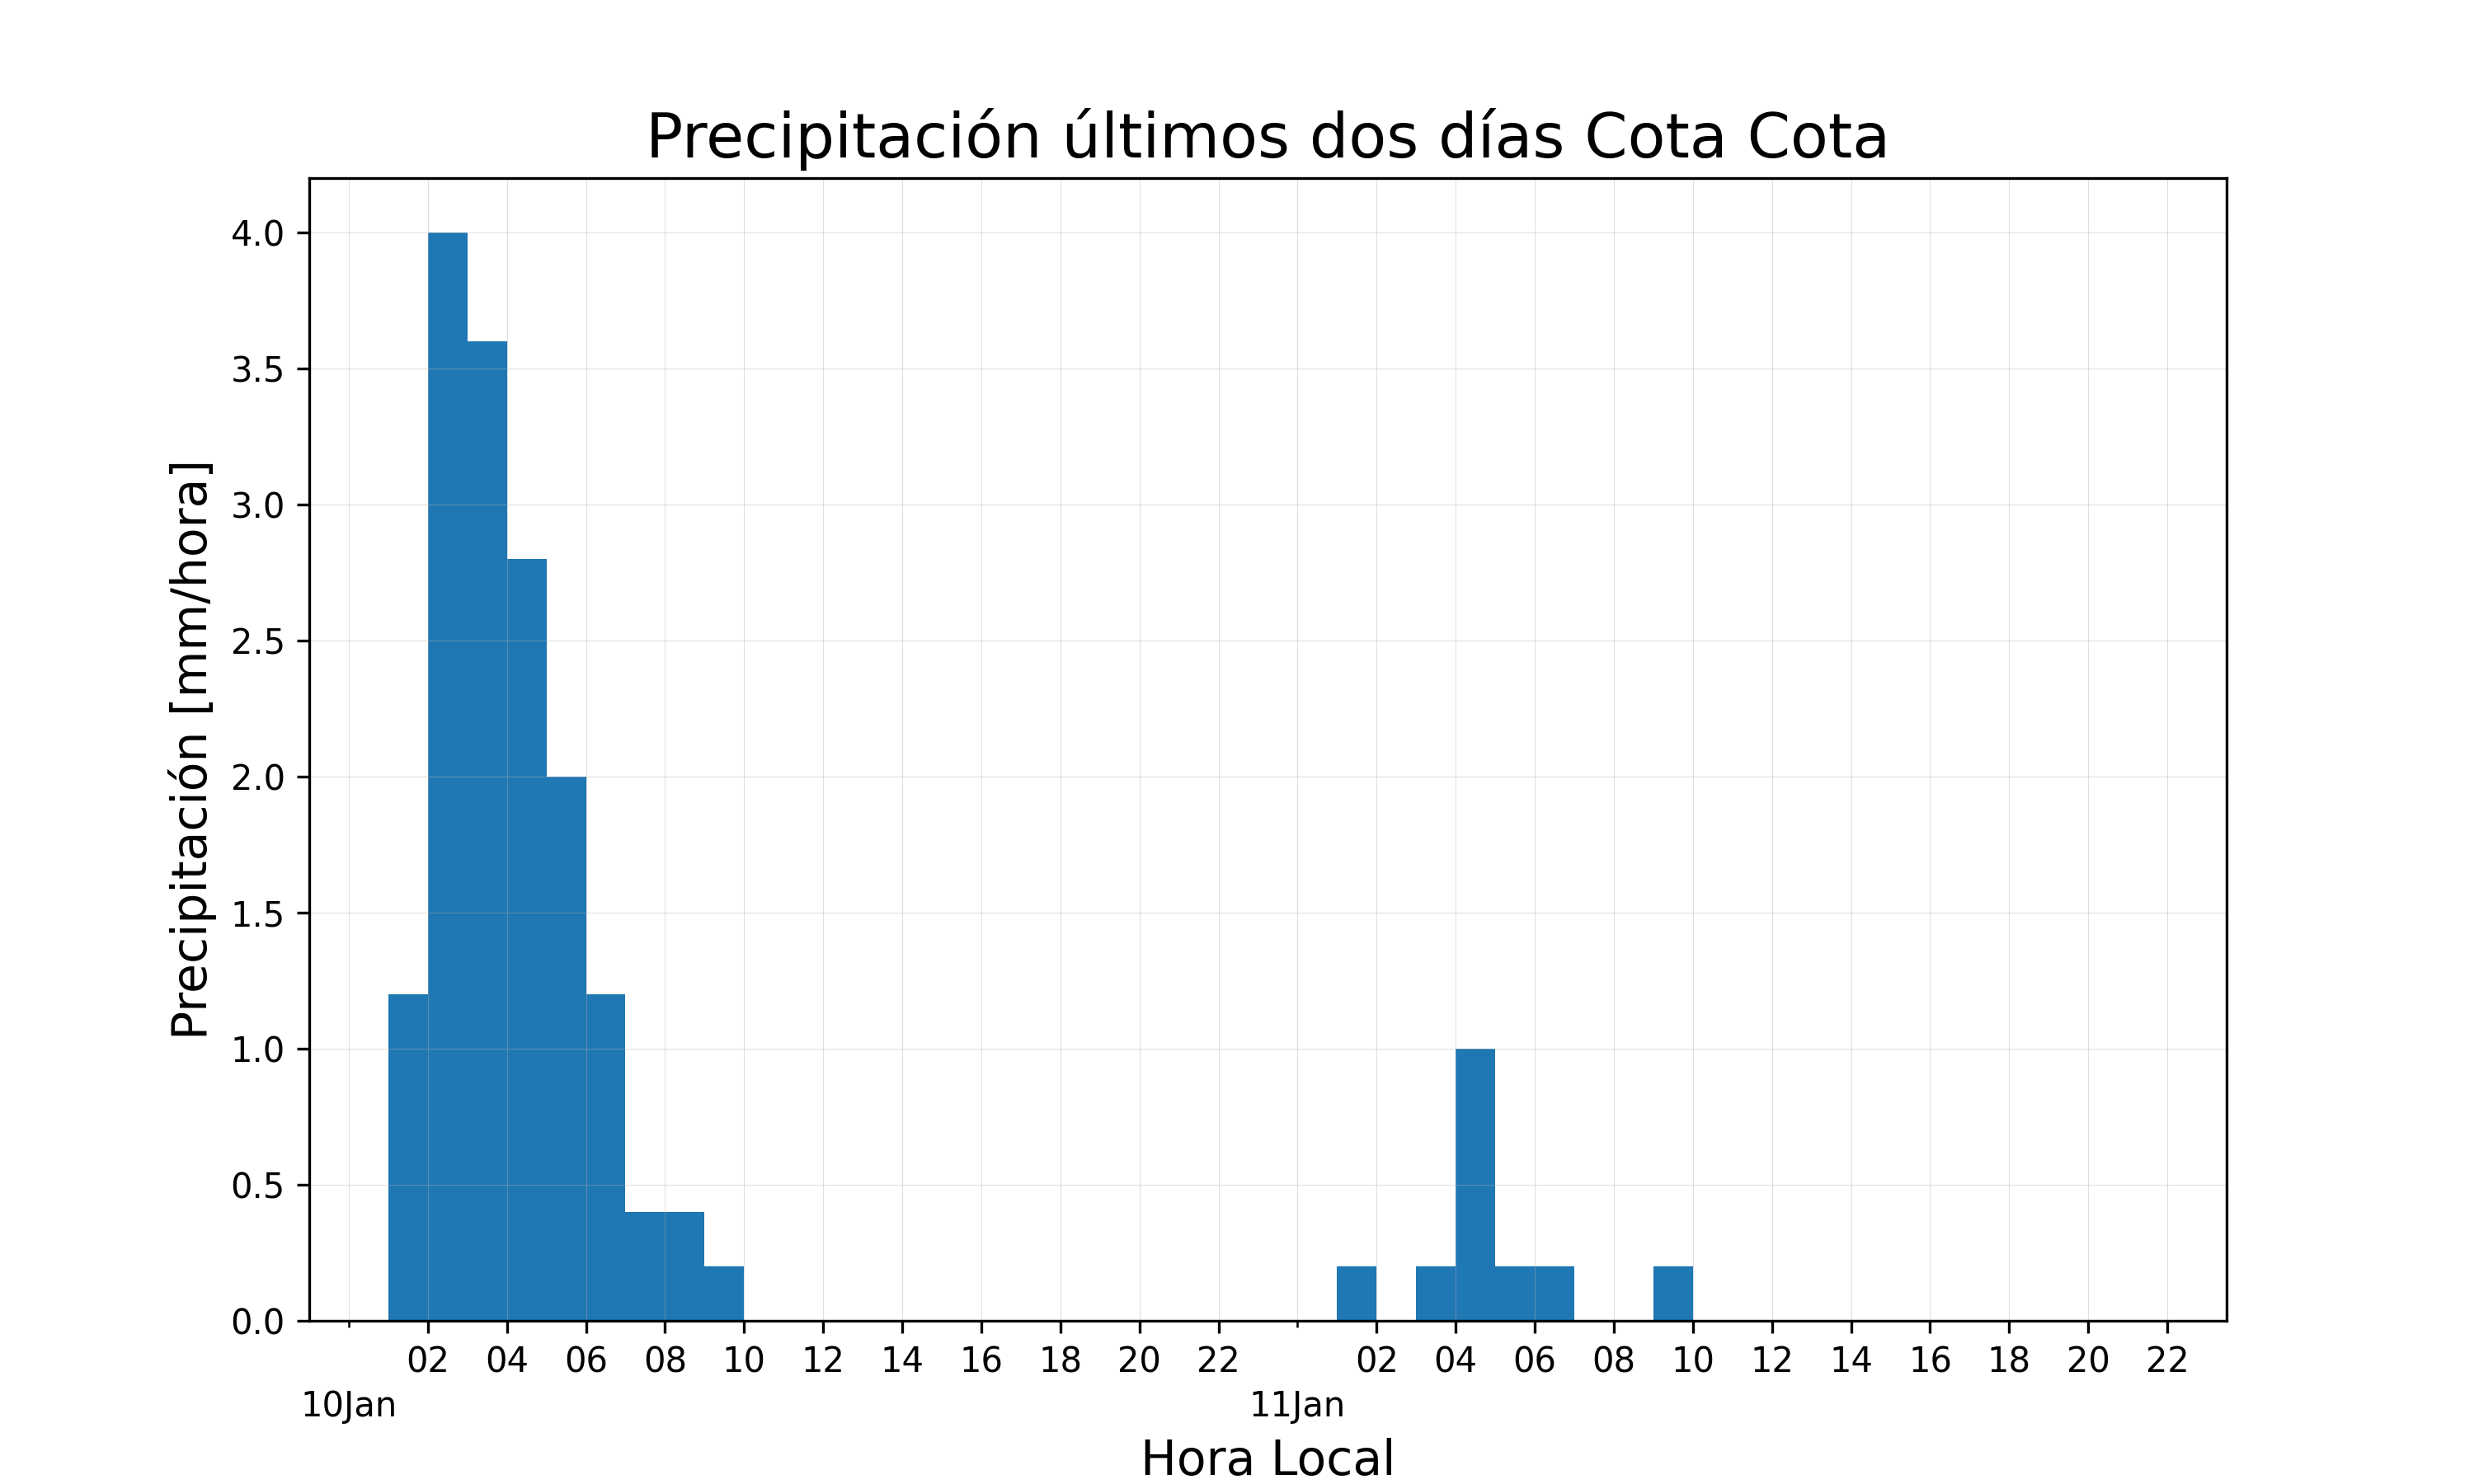 Precipitación últimos dos días Cota Cota
Precipitación [mm/hora]
4.0
3.5
3.0
2.5
2.0
1.5
1.0
0.5
0.0
02 04 06 08 10 12 14 16 18 20 22 02 04 06 08 10 12 14 16 18 20 22
10Jan 11Jan
Hora Local